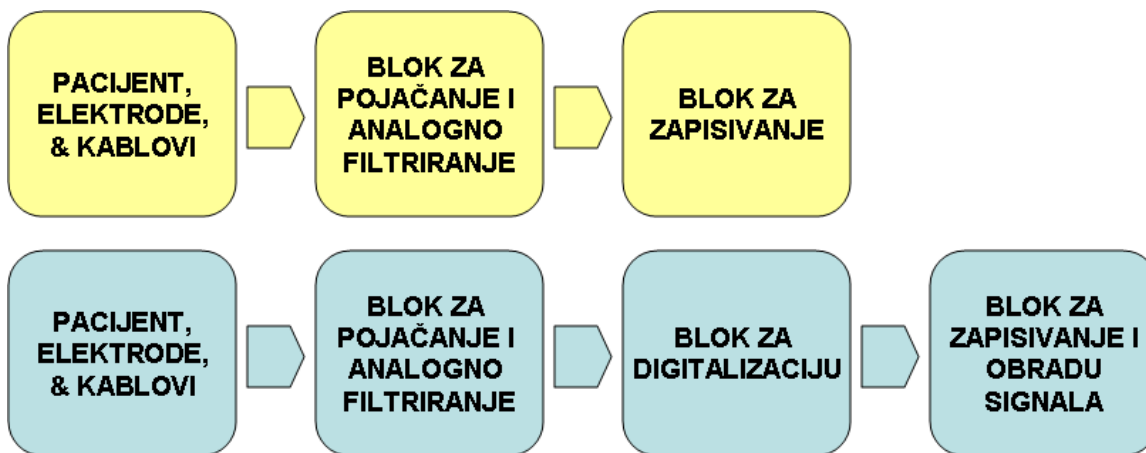 PACIJENT,
ELEKTRODE,
& KABLOVI
BLOK ZA
POJAČANJE I
ANALOGNO
FILTRIRANJE
BLOK ZA
ZAPISIVANJE
PACIJENT,
ELEKTRODE,
& KABLOVI
BLOK ZA
POJAČANJE I
ANALOGNO
FILTRIRANJE
BLOK ZA
DIGITALIZACIJU
BLOK ZA
ZAPISIVANJE I
OBRADU
SIGNALA